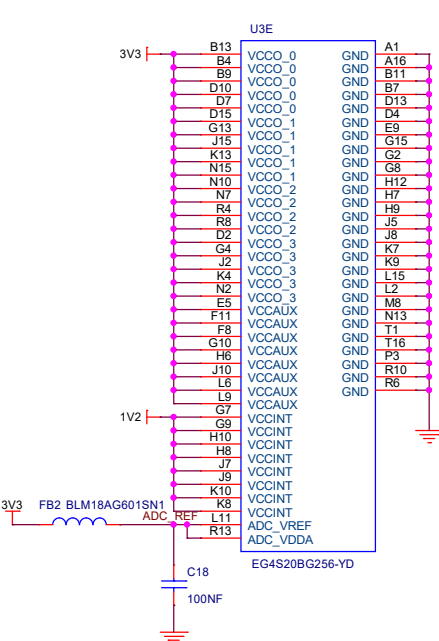 U3E
3V3 B13 VCCO_0 GND A1
B4 VCCO_0 GND A16
B9 VCCO_0 GND B11
D10 VCCO_0 GND B7
D7 VCCO_0 GND D13
D15 VCCO_1 GND D4
G13 VCCO_1 GND E9
J15 VCCO_1 GND G15
K13 VCCO_1 GND G2
N15 VCCO_1 GND G8
N10 VCCO_2 GND H12
N7 VCCO_2 GND H7
R4 VCCO_2 GND H9
R8 VCCO_2 GND J5
D2 VCCO_3 GND J8
G4 VCCO_3 GND K7
J2 VCCO_3 GND K9
K4 VCCO_3 GND L15
N2 VCCO_3 GND L2
E5 VCCAUX GND M8
F11 VCCAUX GND N13
F8 VCCAUX GND T1
G10 VCCAUX GND T16
H6 VCCAUX GND P3
J10 VCCAUX GND R10
L6 VCCAUX GND R6
L9 VCCAUX
1V2 G7 VCCINT
G9 VCCINT
H10 VCCINT
H8 VCCINT
J7 VCCINT
J9 VCCINT
K10 VCCINT
K8 VCCINT
3V3 FB2 BLM18AG601SN1 ADC_REF L11 ADC_VREF
R13 ADC_VDDA
EG4S20BG256-YD
C18
100NF